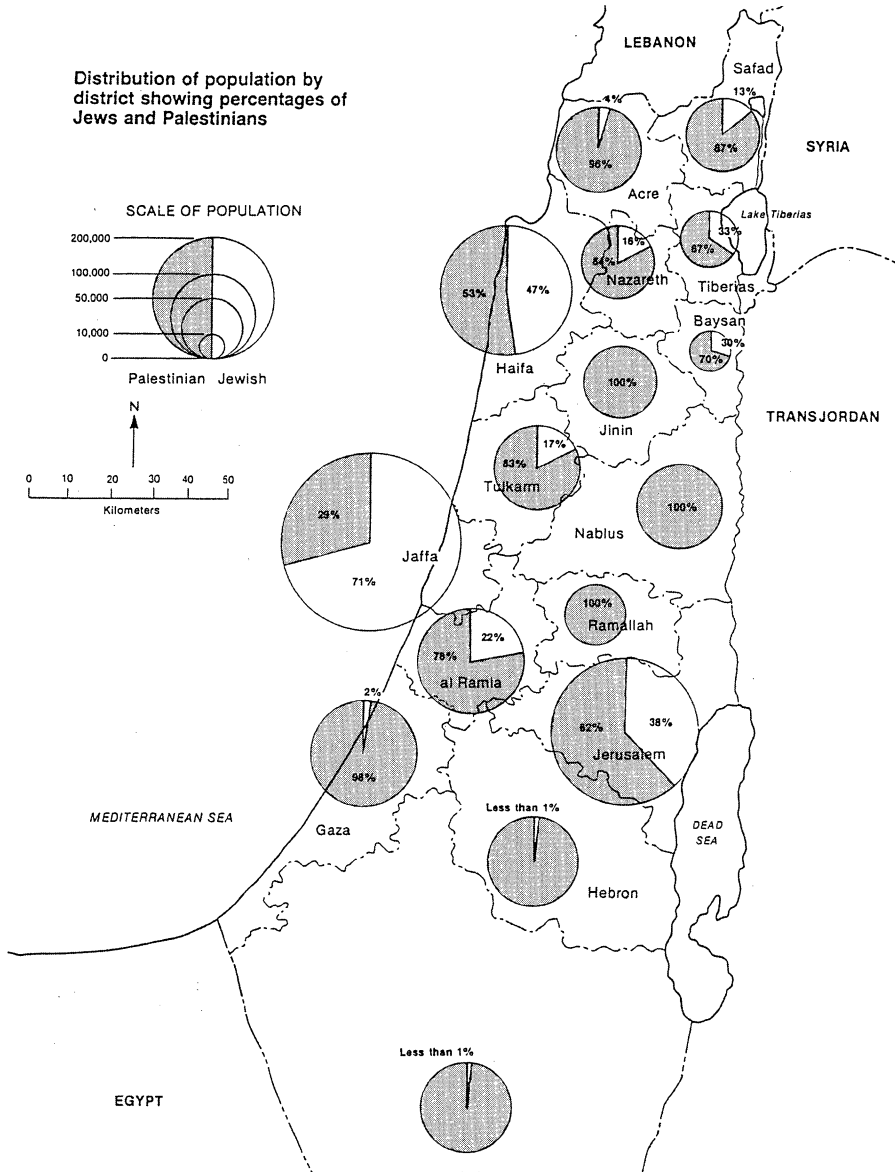 Distribution of population by
district showing percentages of
Jews and Palestinians
SCALE OF POPULATION
200,000
100,000
50.000
10,000
0
Palestinian Jewish
N
0 10 20 30 40 50
Kilometers
LEBANON
Safad
13%
87%
SYRIA
4%
96%
Acre
Lake Tiberias
33%
67%
Tiberias
16%
84%
Nazareth
53%
47%
Haifa
Baysan
30%
70%
100%
Jinin
TRANSJORDAN
17%
83%
Tulkarm
100%
Nablus
29%
71%
Jaffa
100%
Ramallah
22%
78%
al Ramla
38%
62%
Jerusalem
2%
98%
Gaza
MEDITERRANEAN SEA
Less than 1%
Hebron
DEAD
SEA
Less than 1%
EGYPT